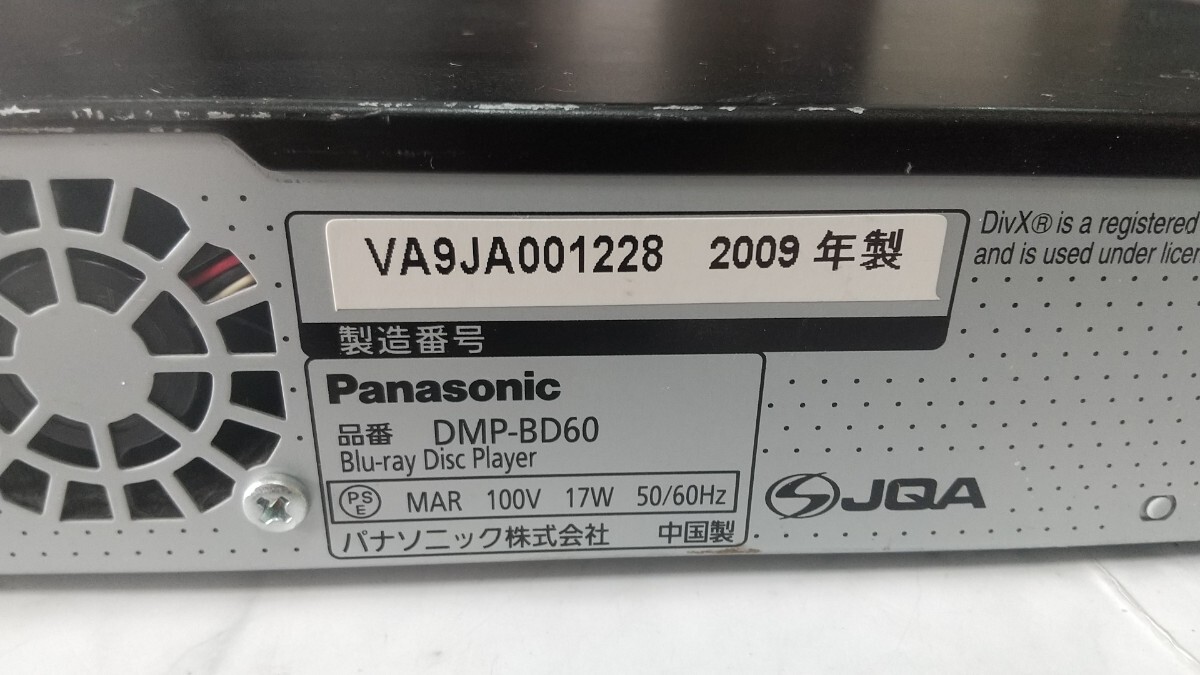 VA9JA001228 2009 年製
製造番号
DivX® is a registered
and is used under licen
Panasonic
品番 DMP-BD60
Blu-ray Disc Player
PS E MAR 100V 17W 50/60Hz
パナソニック株式会社 中国製
JQA